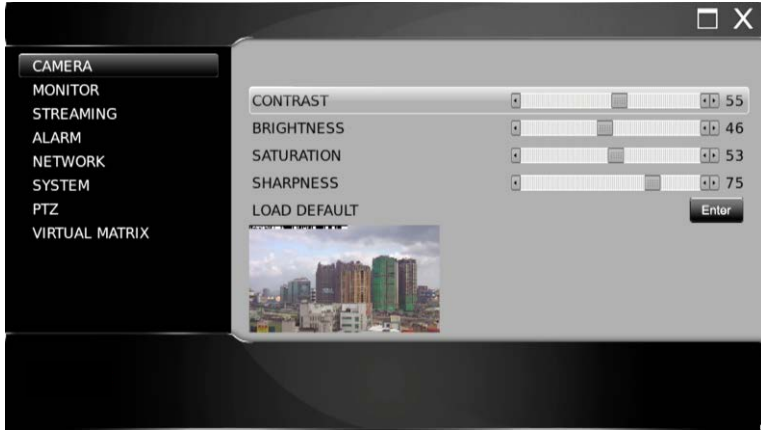 CAMERA
MONITOR
STREAMING
ALARM
NETWORK
SYSTEM
PTZ
VIRTUAL MATRIX
CONTRAST 55
BRIGHTNESS 46
SATURATION 53
SHARPNESS 75
LOAD DEFAULT Enter